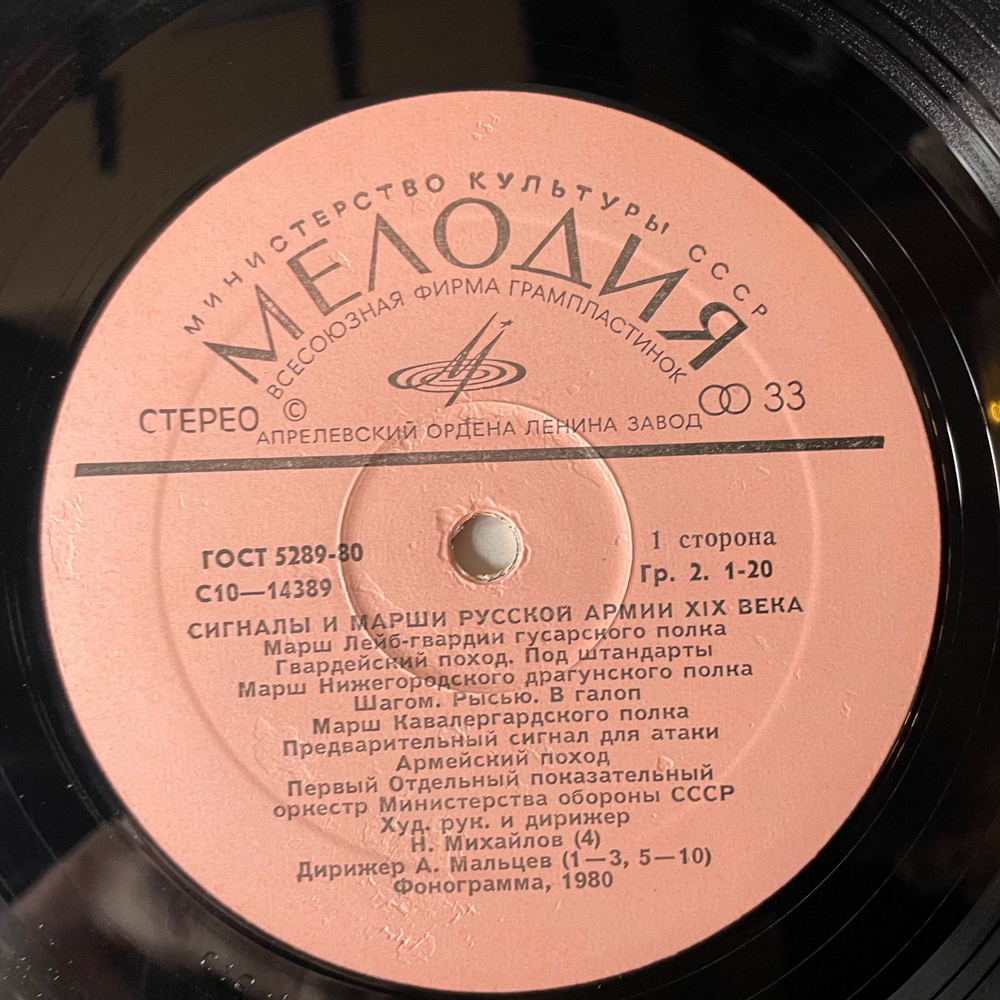 МИНИСТЕРСТВО КУЛЬТУРЫ СССР
МЕЛОДИЯ
ВСЕСОЮЗНАЯ ФИРМА ГРАМПЛАСТИНОК
СТЕРЕО © 33
АПРЕЛЕВСКИЙ ОРДЕНА ЛЕНИНА ЗАВОД
ГОСТ 5289-80
1 сторона
С10—14389
Гр. 2. 1-20
СИГНАЛЫ И МАРШИ РУССКОЙ АРМИИ XIX ВЕКА
Марш Лейб-гвардии гусарского полка
Гвардейский поход. Под штандарты
Марш Нижегородского драгунского полка
Шагом. Рысью. В галоп
Марш Кавалергардского полка
Предварительный сигнал для атаки
Армейский поход
Первый Отдельный показательный
оркестр Министерства обороны СССР
Худ. рук. и дирижер
Н. Михайлов (4)
Дирижер А. Мальцев (1—3, 5—10)
Фонограмма, 1980